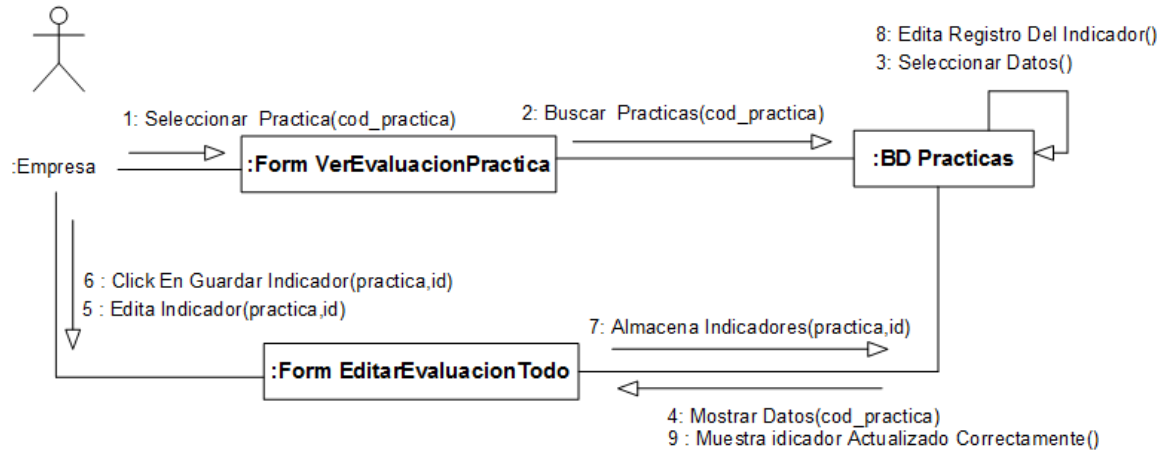 8: Edita Registro Del Indicador()
3: Seleccionar Datos()
1: Seleccionar Practica(cod_practica)
2: Buscar Practicas(cod_practica)
:Empresa
:Form VerEvaluacionPractica
:BD Practicas
6 : Click En Guardar Indicador(practica,id)
5 : Edita Indicador(practica,id)
7: Almacena Indicadores(practica,id)
:Form EditarEvaluacionTodo
4: Mostrar Datos(cod_practica)
9 : Muestra idicador Actualizado Correctamente()